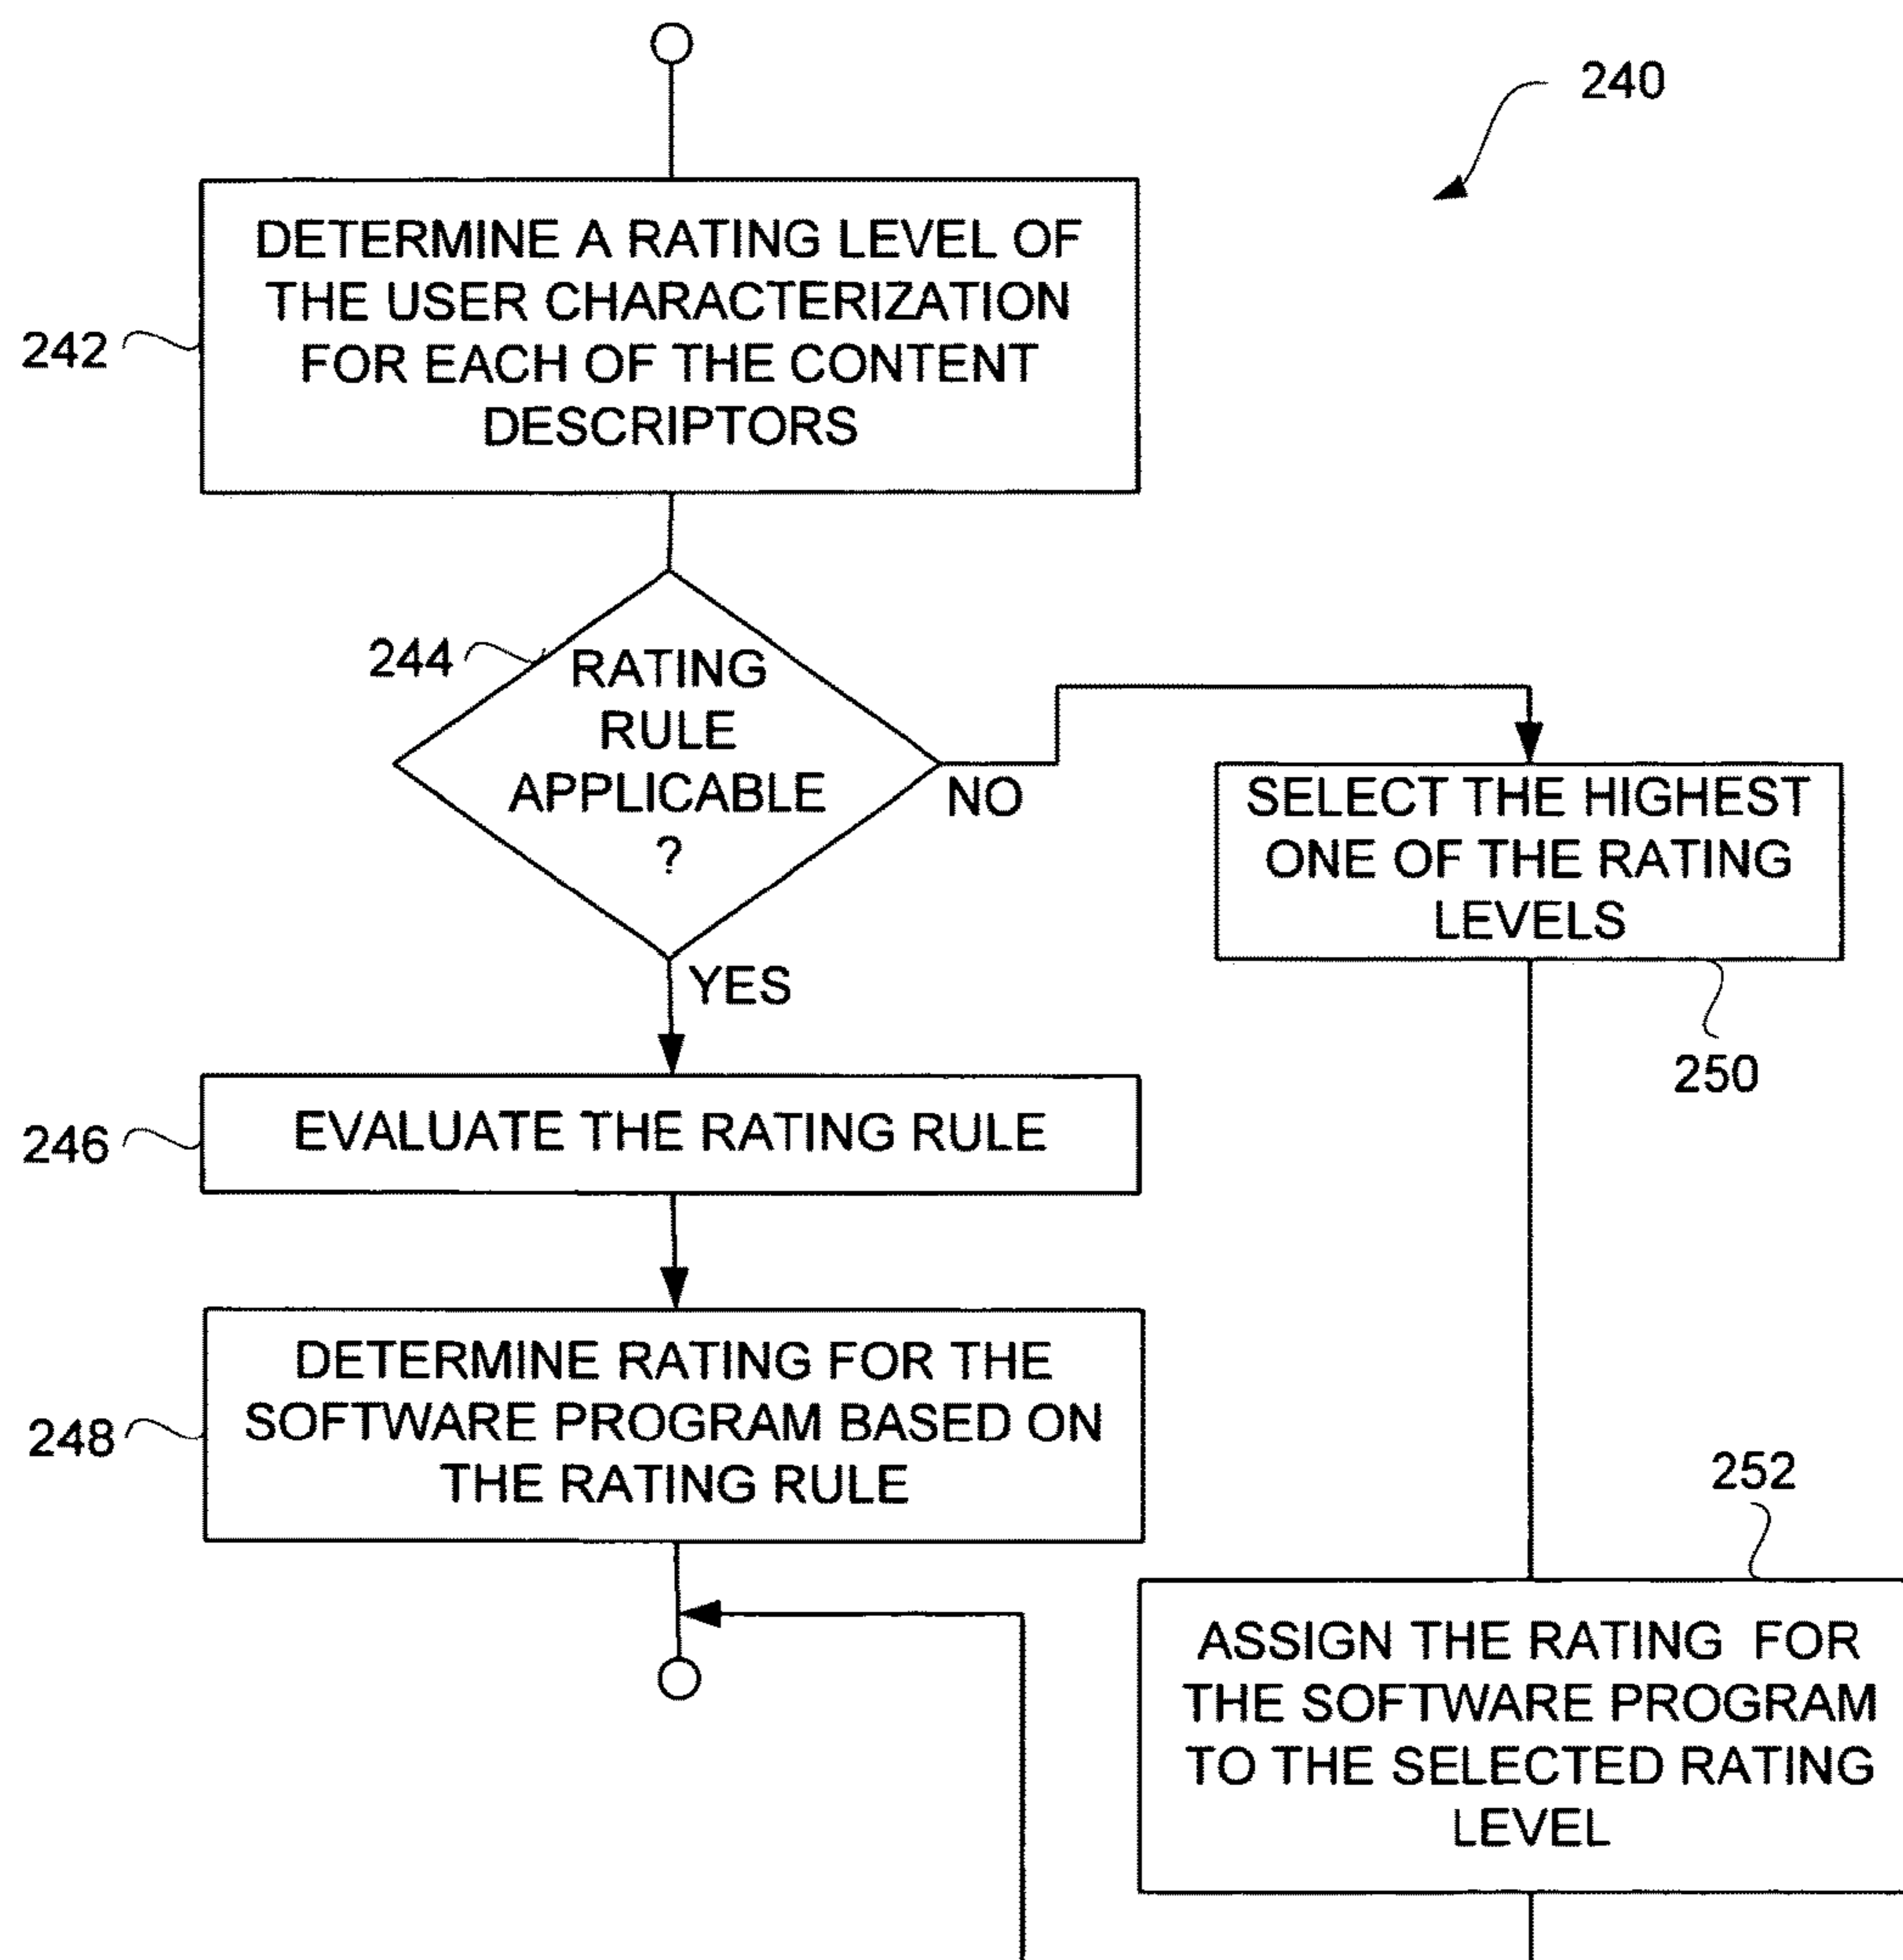 240
DETERMINE A RATING LEVEL OF
THE USER CHARACTERIZATION
FOR EACH OF THE CONTENT
DESCRIPTORS
242
244
RATING
RULE
APPLICABLE
?
NO
YES
SELECT THE HIGHEST
ONE OF THE RATING
LEVELS
250
246
EVALUATE THE RATING RULE
248
DETERMINE RATING FOR THE
SOFTWARE PROGRAM BASED ON
THE RATING RULE
252
ASSIGN THE RATING FOR
THE SOFTWARE PROGRAM
TO THE SELECTED RATING
LEVEL